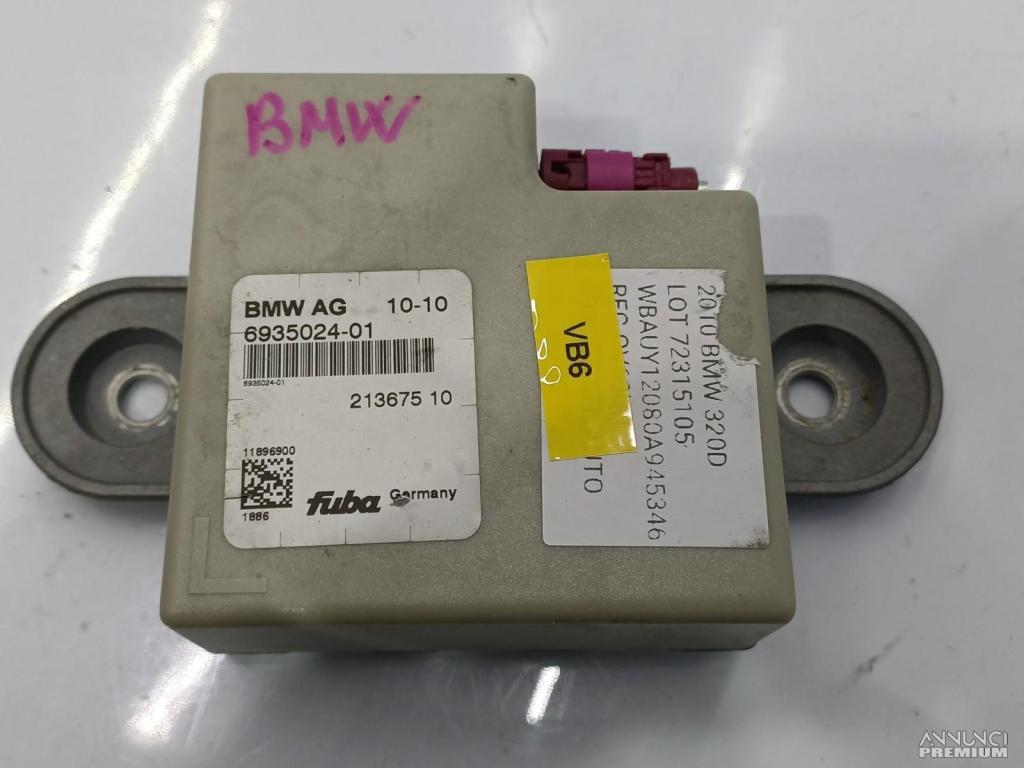 BMW
BMW AG 10-10
6935024-01
6935024-01
213675 10
11896900
1886
fuba Germany
L
VB6
2010 BMW 320D
LOT 72315105
WBAUY12080A945346
ANNUNCI
PREMIUM